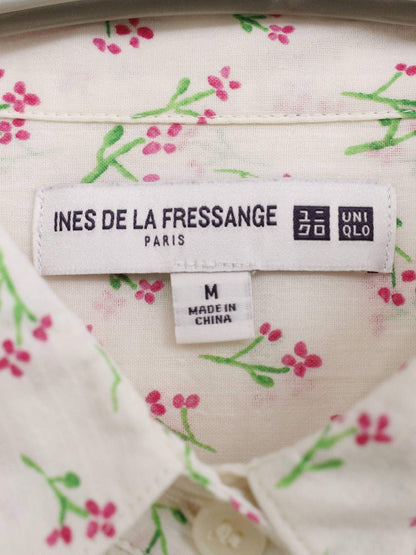 INES DE LA FRESSANGE
PARIS
ユニ
クロ
UNI
QLO
M
MADE IN
CHINA